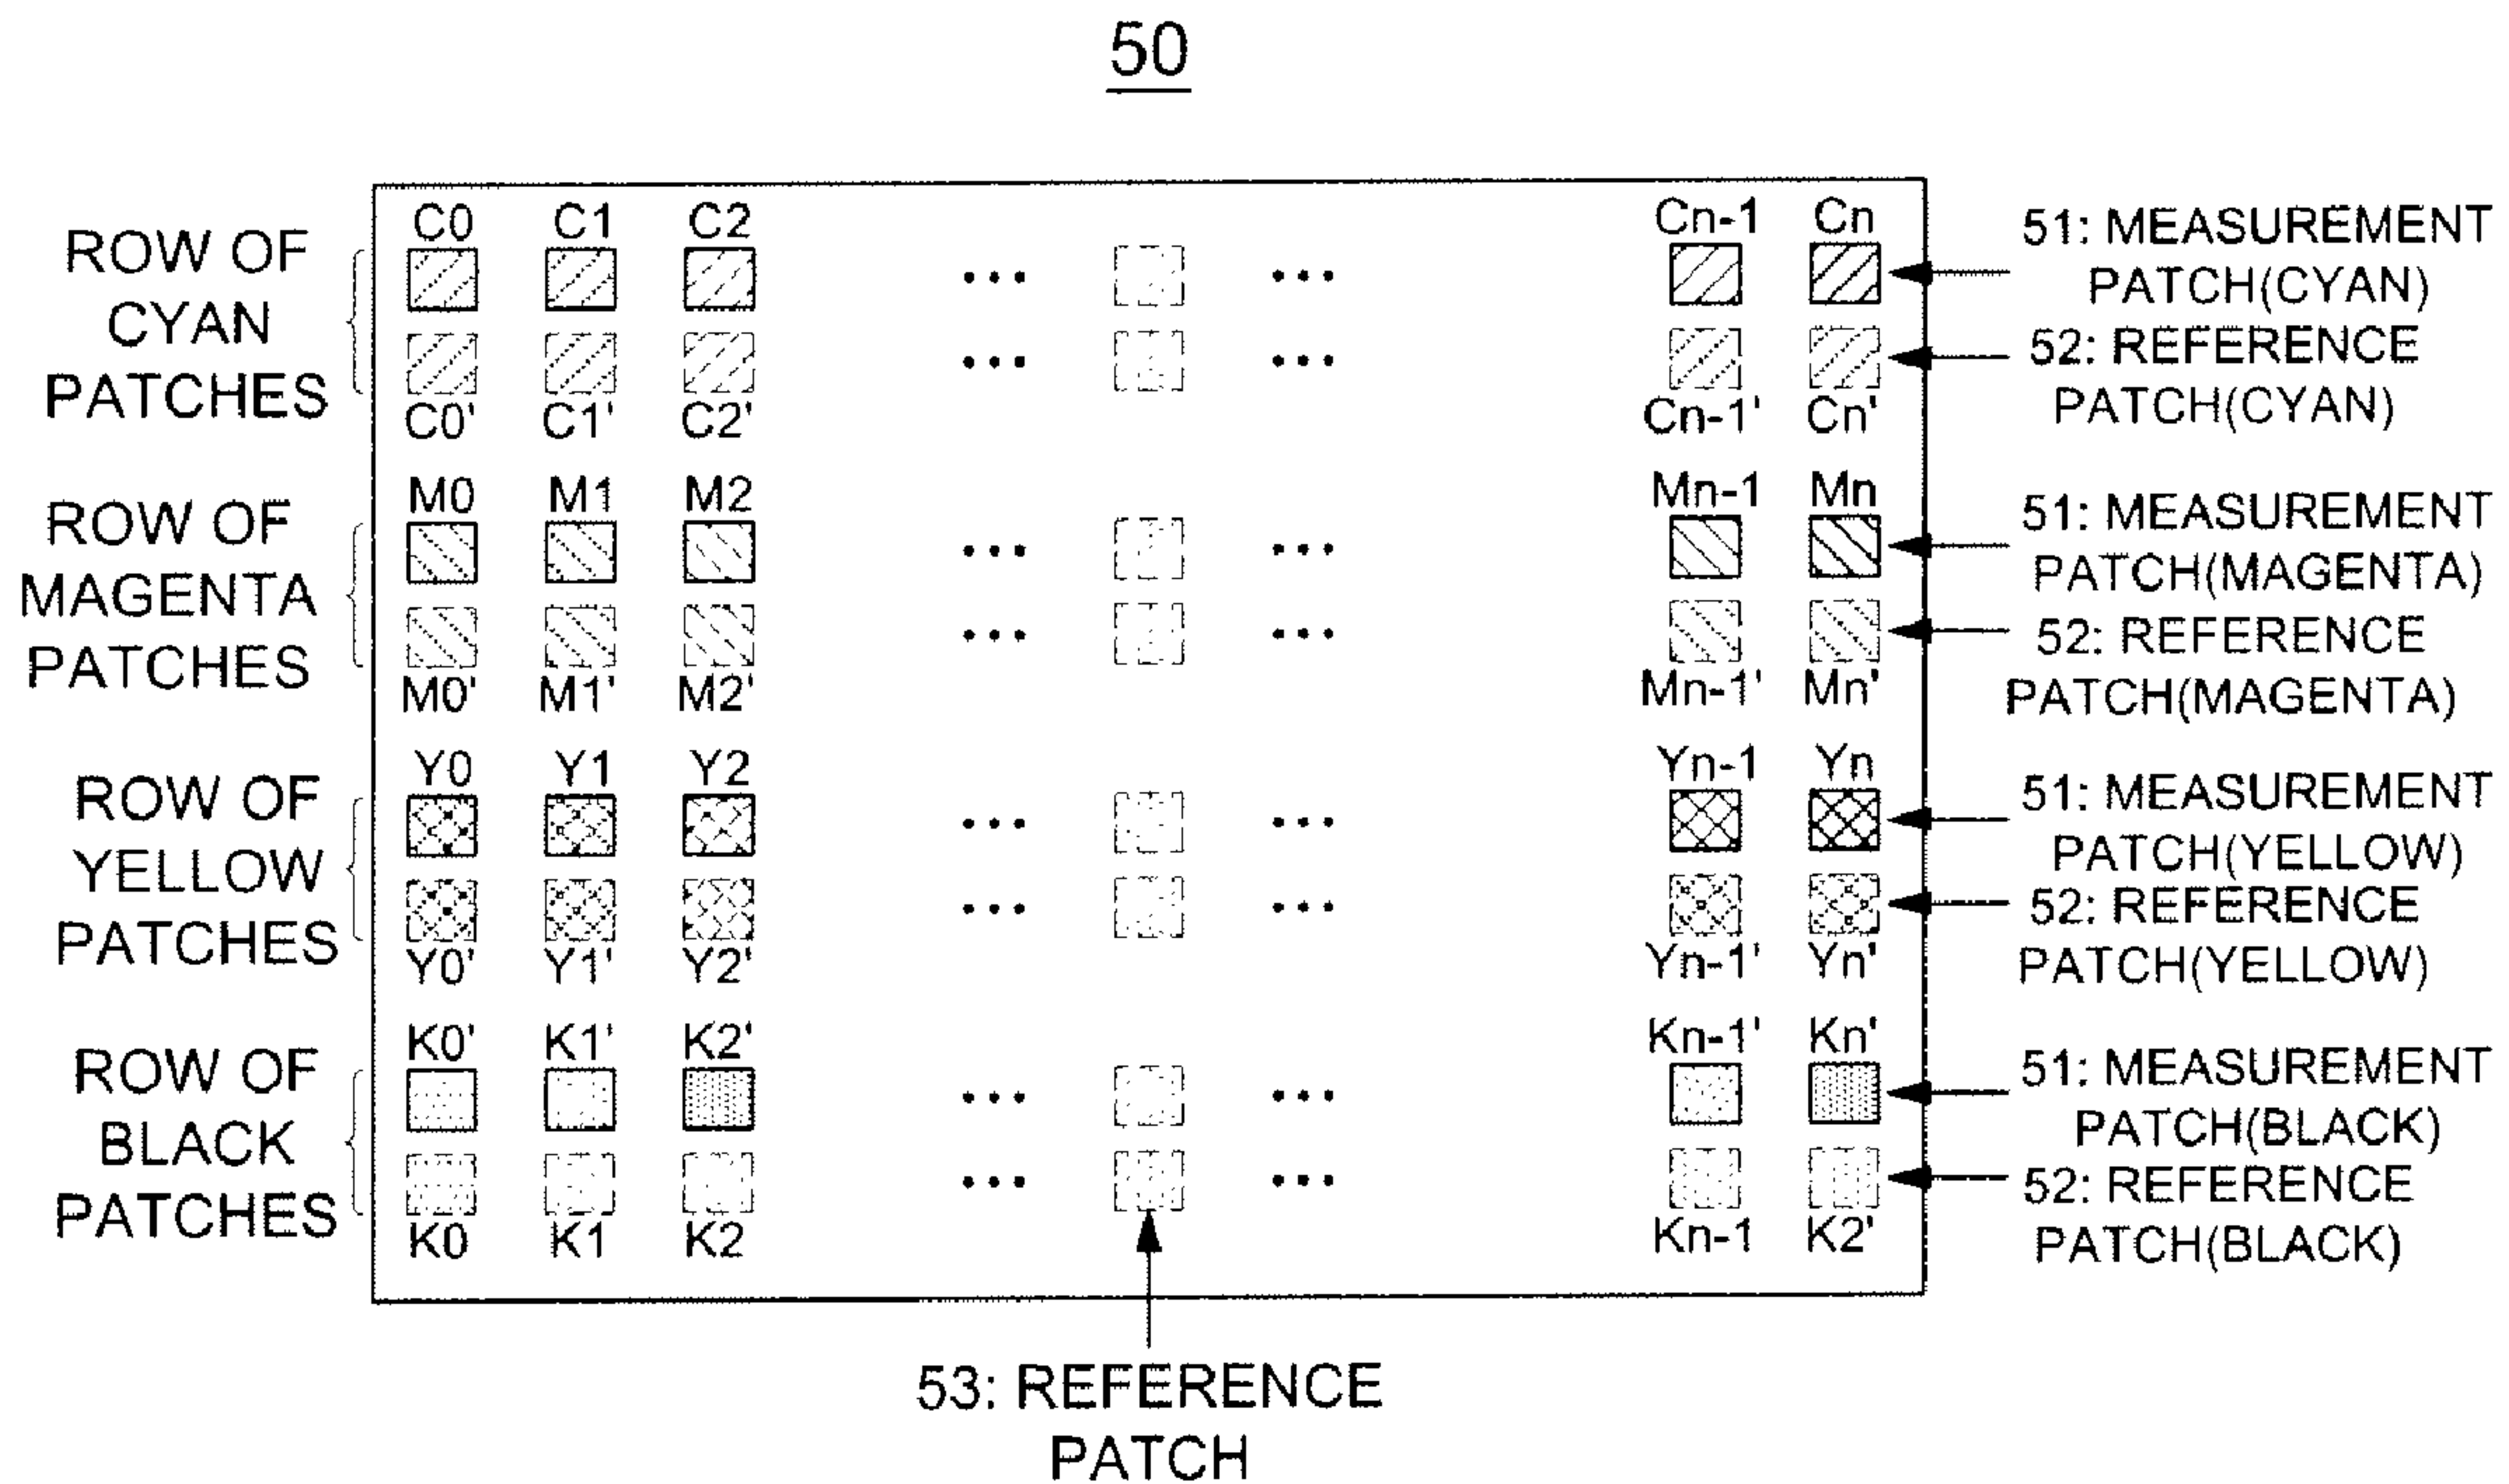 50
C0 C1 C2 Cn-1 Cn
ROW OF
CYAN
PATCHES
••• •••
••• •••
C0' C1' C2' Cn-1' Cn'
51: MEASUREMENT
PATCH(CYAN)
52: REFERENCE
PATCH(CYAN)
M0 M1 M2 Mn-1 Mn
ROW OF
MAGENTA
PATCHES
••• •••
••• •••
M0' M1' M2' Mn-1' Mn'
51: MEASUREMENT
PATCH(MAGENTA)
52: REFERENCE
PATCH(MAGENTA)
Y0 Y1 Y2 Yn-1 Yn
ROW OF
YELLOW
PATCHES
••• •••
••• •••
Y0' Y1' Y2' Yn-1' Yn'
51: MEASUREMENT
PATCH(YELLOW)
52: REFERENCE
PATCH(YELLOW)
K0' K1' K2' Kn-1' Kn'
ROW OF
BLACK
PATCHES
••• •••
••• •••
K0 K1 K2 Kn-1 K2'
51: MEASUREMENT
PATCH(BLACK)
52: REFERENCE
PATCH(BLACK)
53: REFERENCE
PATCH